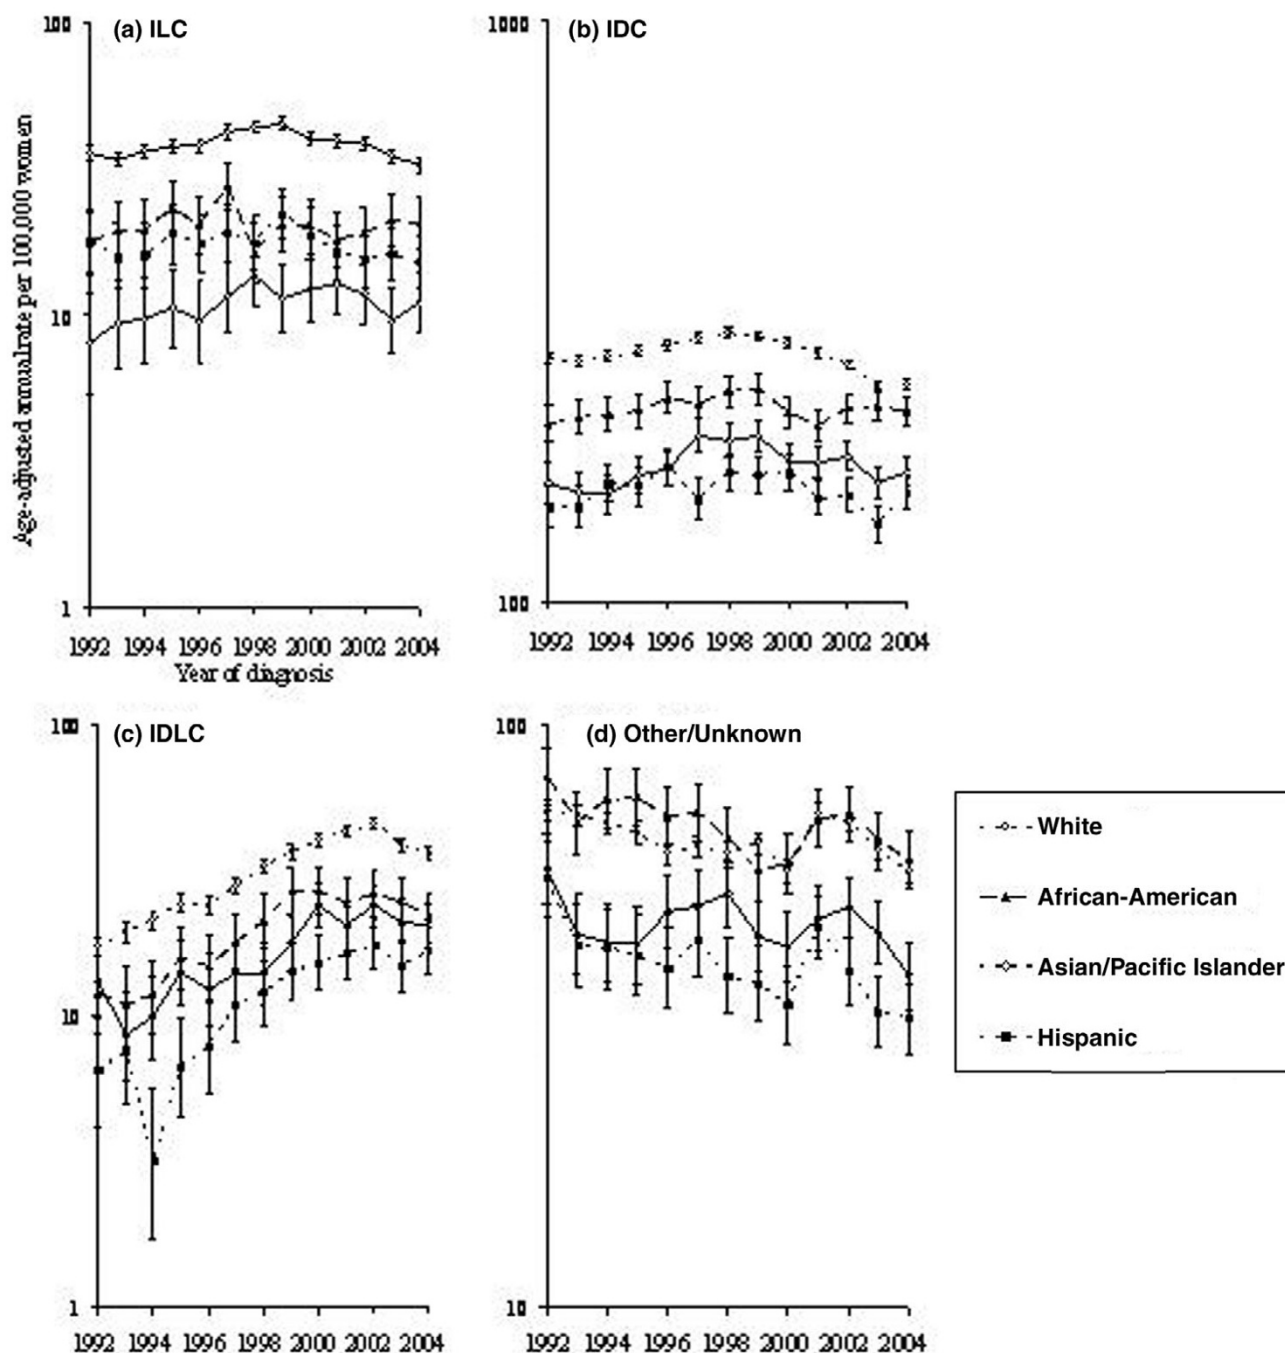 100
(a) ILC
Age-adjusted annual rate per 100,000 women
10
1
1992 1994 1996 1998 2000 2002 2004
Year of diagnosis
1000
(b) IDC
100
1992 1994 1996 1998 2000 2002 2004
100
(c) IDLC
10
1
1992 1994 1996 1998 2000 2002 2004
100
(d) Other/Unknown
10
1992 1994 1996 1998 2000 2002 2004
White
African-American
Asian/Pacific Islander
Hispanic